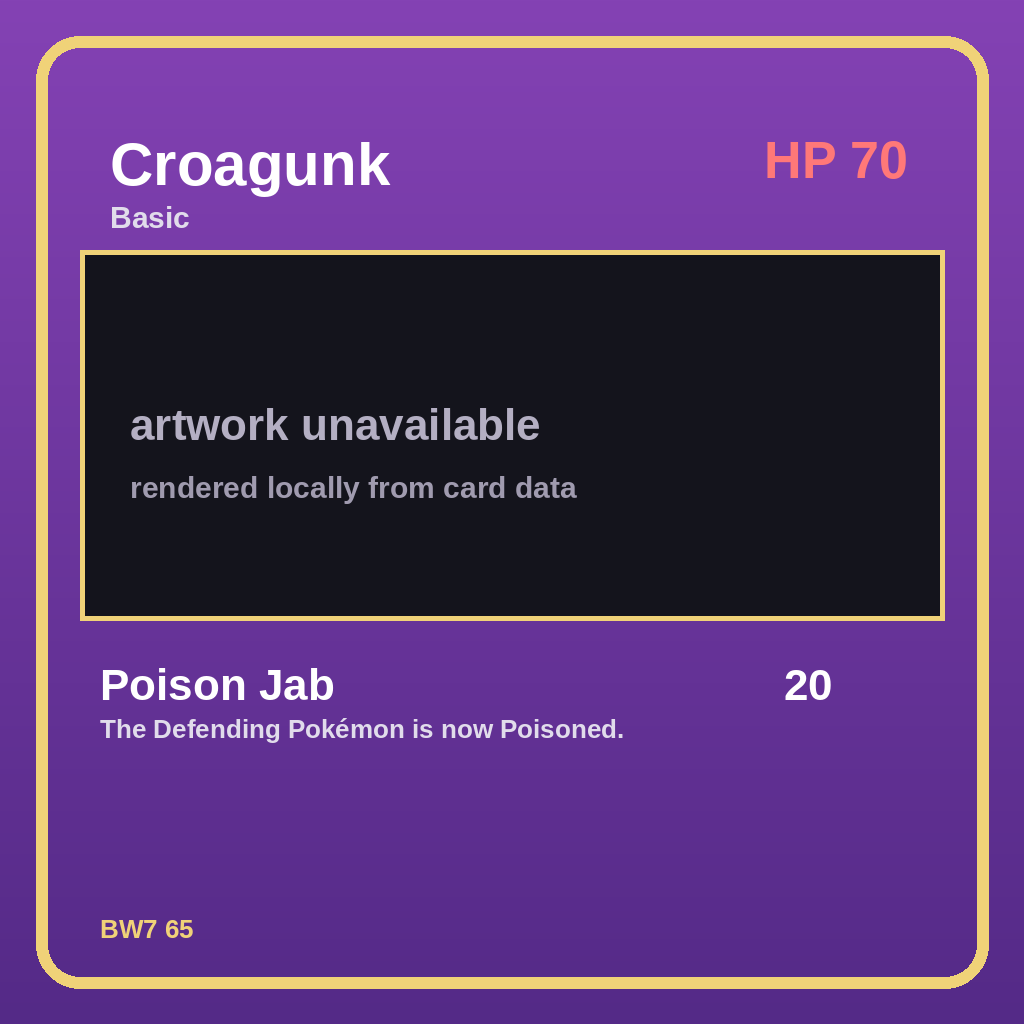 Croagunk
HP 70
Basic
artwork unavailable
rendered locally from card data
Poison Jab
20
The Defending Pokémon is now Poisoned.
BW7 65